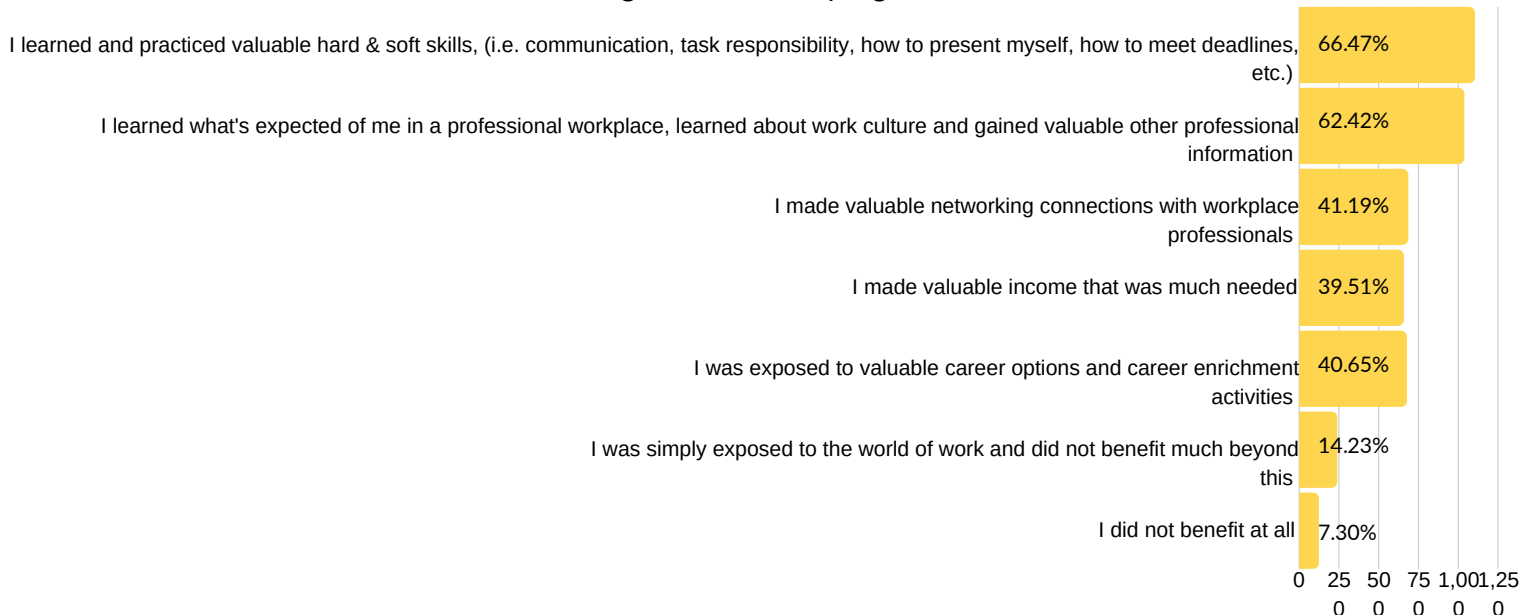 I learned and practiced valuable hard & soft skills, (i.e. communication, task responsibility, how to present myself, how to meet deadlines,
etc.)
66.47%
I learned what's expected of me in a professional workplace, learned about work culture and gained valuable other professional
information
62.42%
I made valuable networking connections with workplace
professionals
41.19%
I made valuable income that was much needed
39.51%
I was exposed to valuable career options and career enrichment
activities
40.65%
I was simply exposed to the world of work and did not benefit much beyond
this
14.23%
I did not benefit at all
7.30%
0 25 50 75 1,00 1,25
0 0 0 0 0